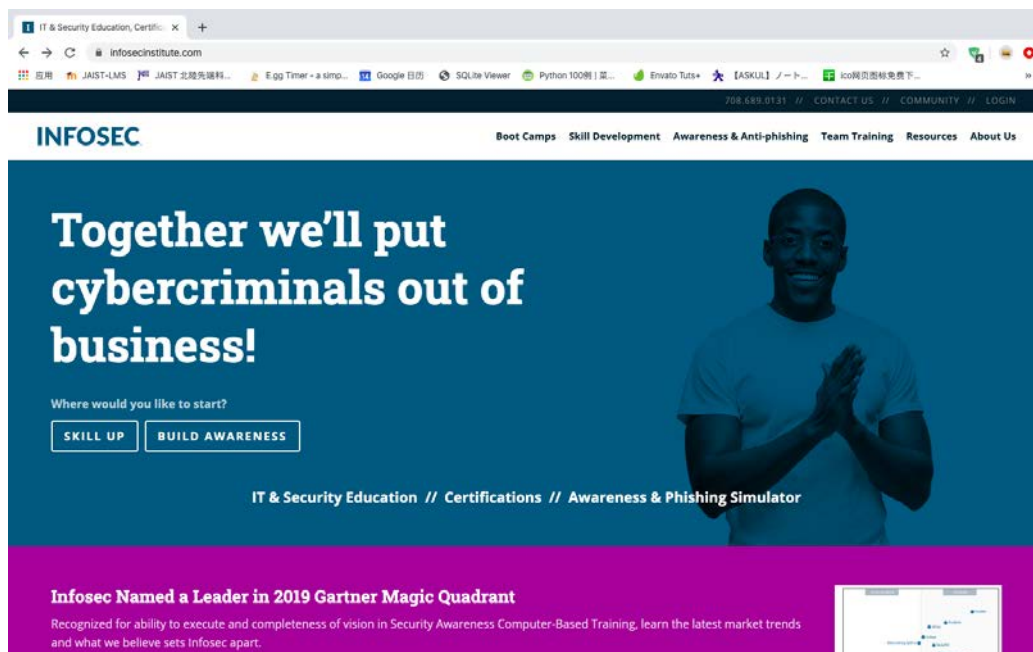 IT & Security Education, Certific
infosecinstitute.com
应用 JAIST-LMS JAIST 北陸先端科... E.gg Timer - a simp... Google 日历 SQLite Viewer Python 100例 | 菜... Envato Tuts+ 【ASKUL】ノート... ico网页图标免费下... »
708.689.0131 // CONTACT US // COMMUNITY // LOGIN
INFOSEC
Boot Camps Skill Development Awareness & Anti-phishing Team Training Resources About Us
Together we'll put
cybercriminals out of
business!
Where would you like to start?
SKILL UP BUILD AWARENESS
IT & Security Education // Certifications // Awareness & Phishing Simulator
Infosec Named a Leader in 2019 Gartner Magic Quadrant
Recognized for ability to execute and completeness of vision in Security Awareness Computer-Based Training, learn the latest market trends
and what we believe sets Infosec apart.